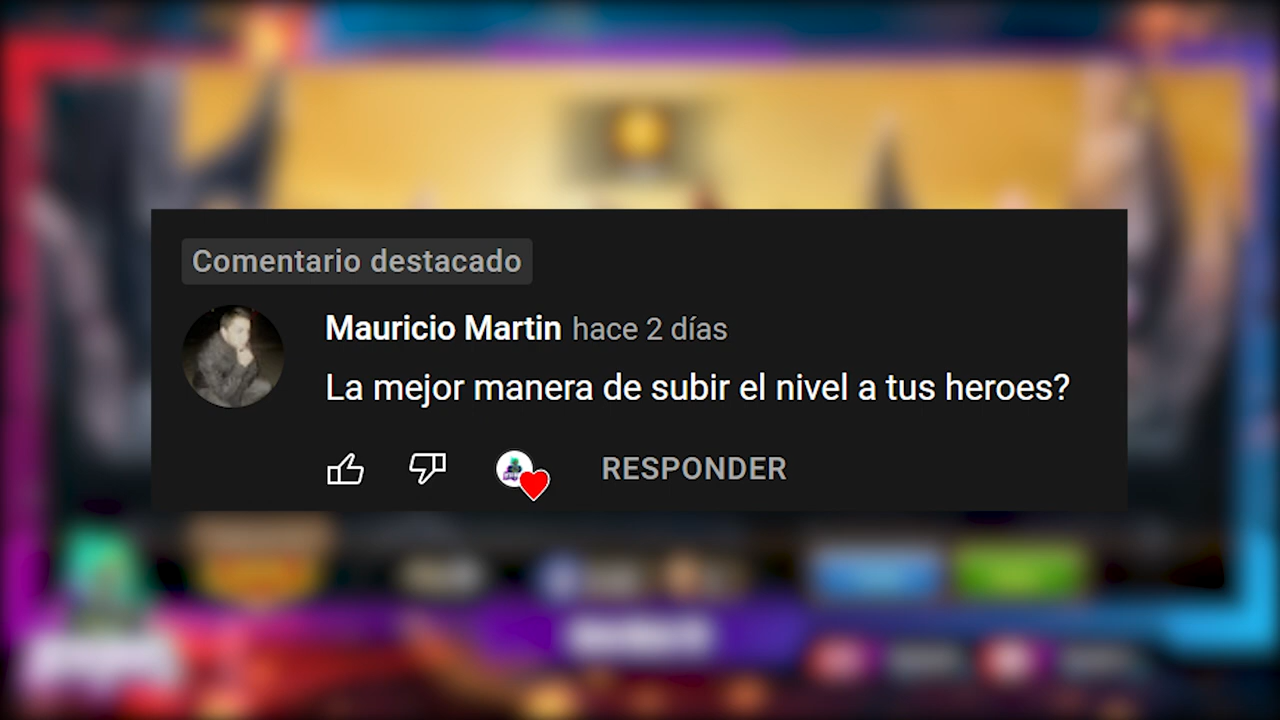 Comentario destacado
Mauricio Martin hace 2 días
La mejor manera de subir el nivel a tus heroes?
RESPONDER